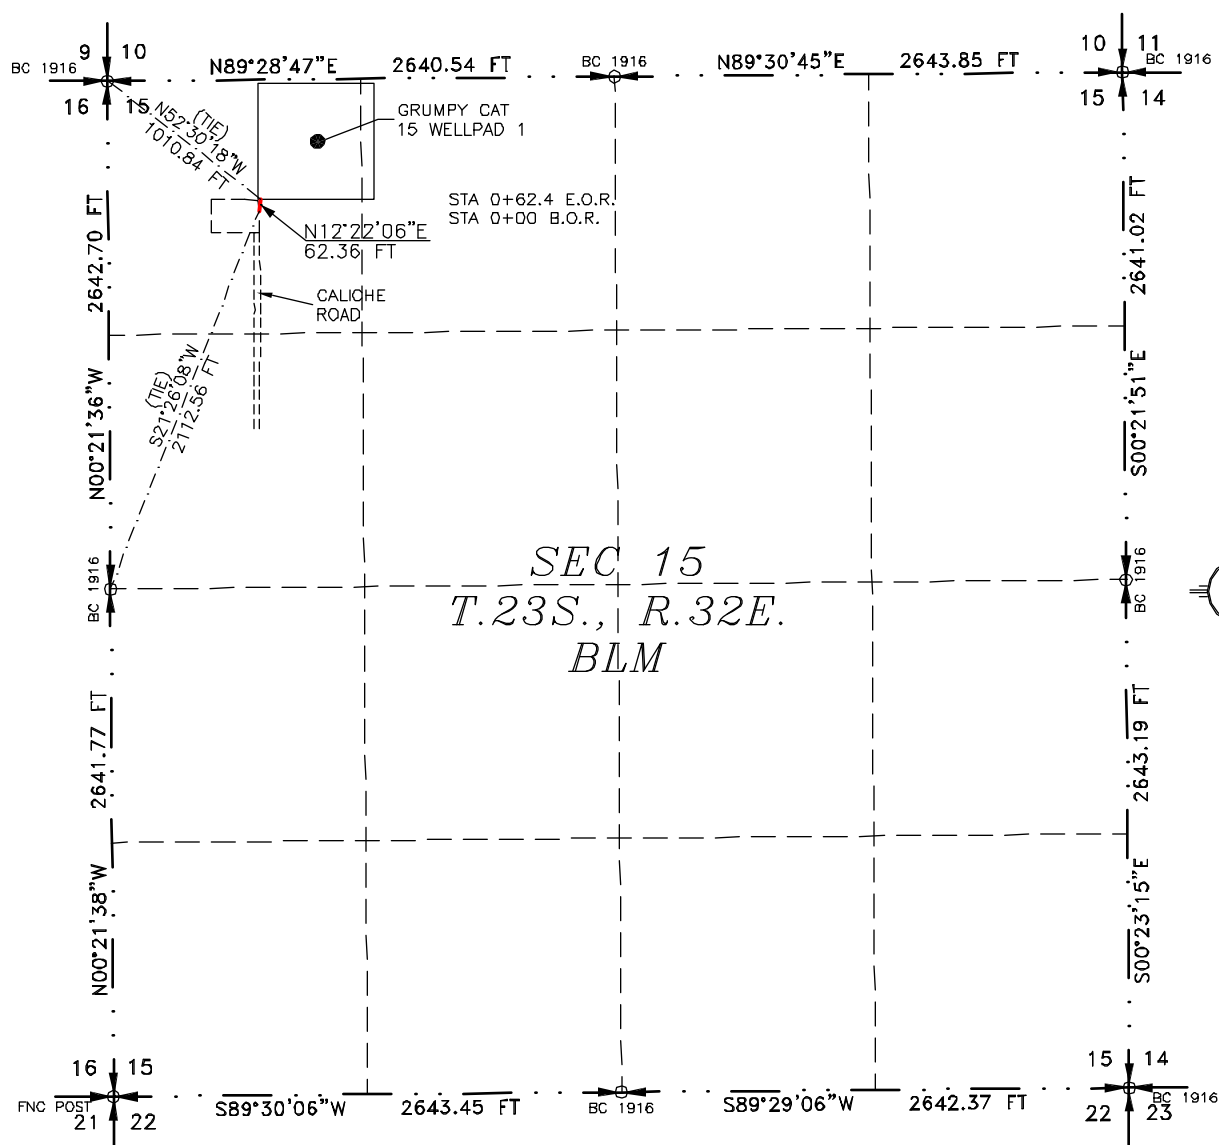 9 10
BC 1916
16 15
N89°28'47"E 2640.54 FT
BC 1916
N89°30'45"E 2643.85 FT
10 11
BC 1916
15 14
(TIE)
N52°30'18"W
1010.84 FT
GRUMPY CAT
15 WELLPAD 1
STA 0+62.4 E.O.R.
STA 0+00 B.O.R.
N12°22'06"E
62.36 FT
CALICHE
ROAD
N00°21'36"W 2642.70 FT
(TIE)
S21°26'08"W
2112.56 FT
2641.02 FT
S00°21'51"E
BC 1916
SEC 15
T.23S., R.32E.
BLM
BC 1916
N00°21'38"W 2641.77 FT
2643.19 FT
S00°23'15"E
16 15
FNC POST
21 22
S89°30'06"W 2643.45 FT
BC 1916
S89°29'06"W 2642.37 FT
15 14
BC 1916
22 23